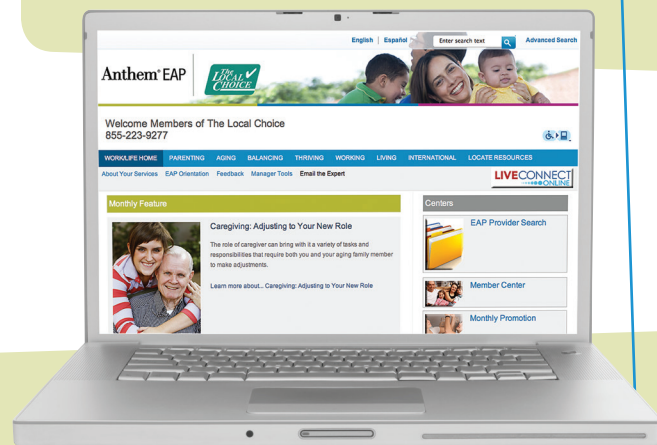 English | Español
Enter search text
Advanced Search
Anthem® EAP
The Local Choice
Welcome Members of The Local Choice
855-223-9277
WORK/LIFE HOME PARENTING AGING BALANCING THRIVING WORKING LIVING INTERNATIONAL LOCATE RESOURCES
About Your Services EAP Orientation Feedback Manager Tools Email the Expert
LIVECONNECT
ONLINE
Monthly Feature
Caregiving: Adjusting to Your New Role
The role of caregiver can bring with it a variety of tasks and
responsibilities that require both you and your aging family member
to make adjustments.
Learn more about... Caregiving: Adjusting to Your New Role
Centers
EAP Provider Search
Member Center
Monthly Promotion